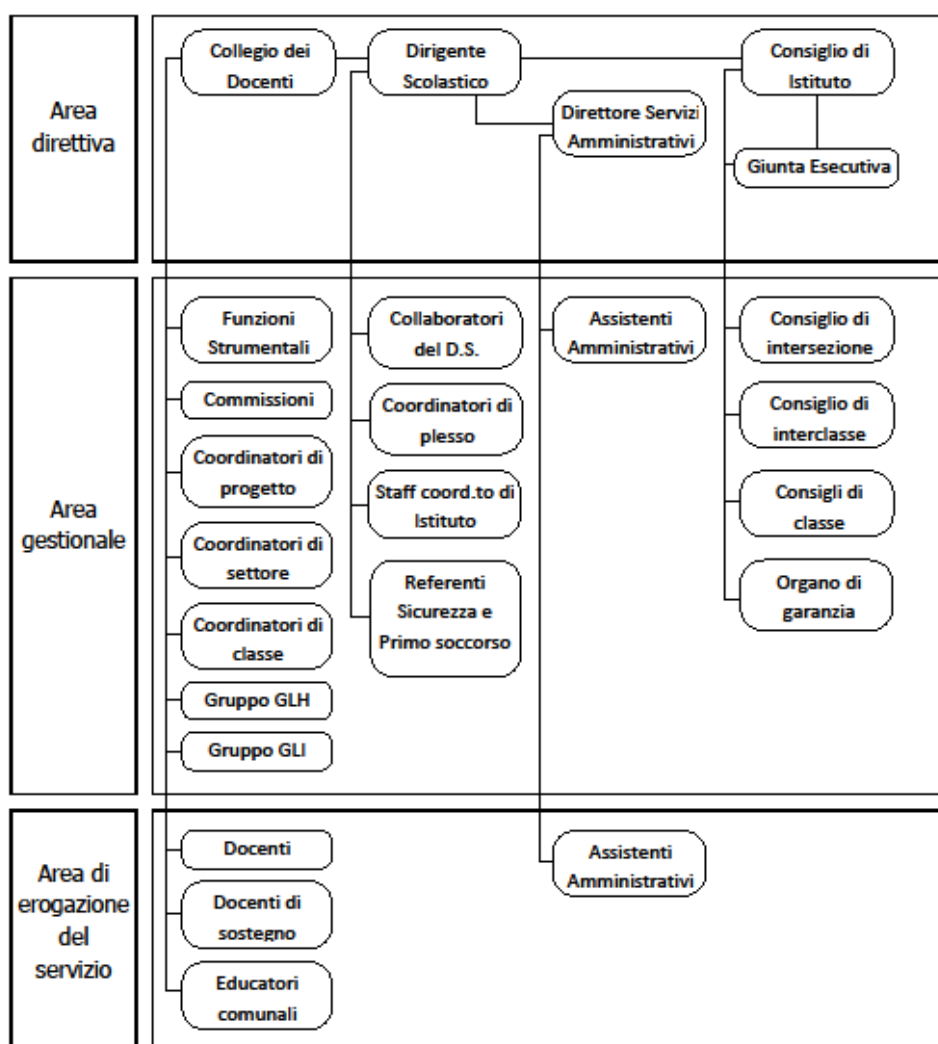 Area
direttiva
Collegio dei
Docenti
Dirigente
Scolastico
Consiglio di
Istituto
Direttore Servizi
Amministrativi
Giunta Esecutiva
Area
gestionale
Funzioni
Strumentali
Commissioni
Coordinatori di
progetto
Coordinatori di
settore
Coordinatori di
classe
Gruppo GLH
Gruppo GLI
Collaboratori
del D.S.
Coordinatori di
plesso
Staff coord.to di
Istituto
Referenti
Sicurezza e
Primo soccorso
Assistenti
Amministrativi
Consiglio di
intersezione
Consiglio di
interclasse
Consigli di
classe
Organo di
garanzia
Area di
erogazione
del
servizio
Docenti
Docenti di
sostegno
Educatori
comunali
Assistenti
Amministrativi